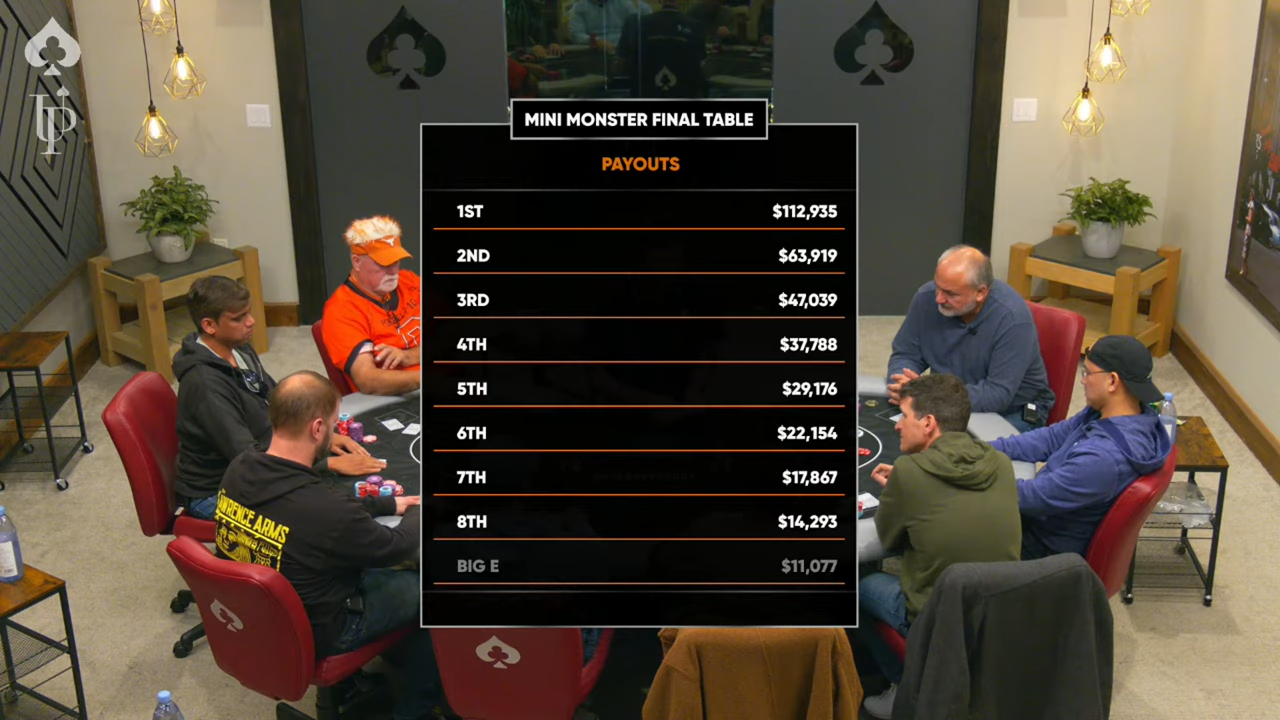 UP
MINI MONSTER FINAL TABLE
PAYOUTS
1ST $112,935
2ND $63,919
3RD $47,039
4TH $37,788
5TH $29,176
6TH $22,154
7TH $17,867
8TH $14,293
BIG E $11,077
LAWRENCE ARMS